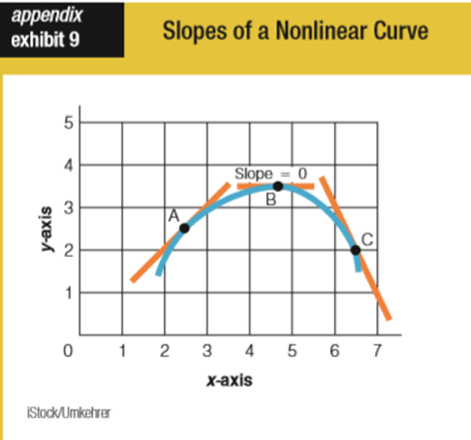 appendix
exhibit 9
Slopes of a Nonlinear Curve
5
4
3
2
1
y-axis
Slope = 0
A
B
C
0 1 2 3 4 5 6 7
x-axis
iStock/Umkehrer